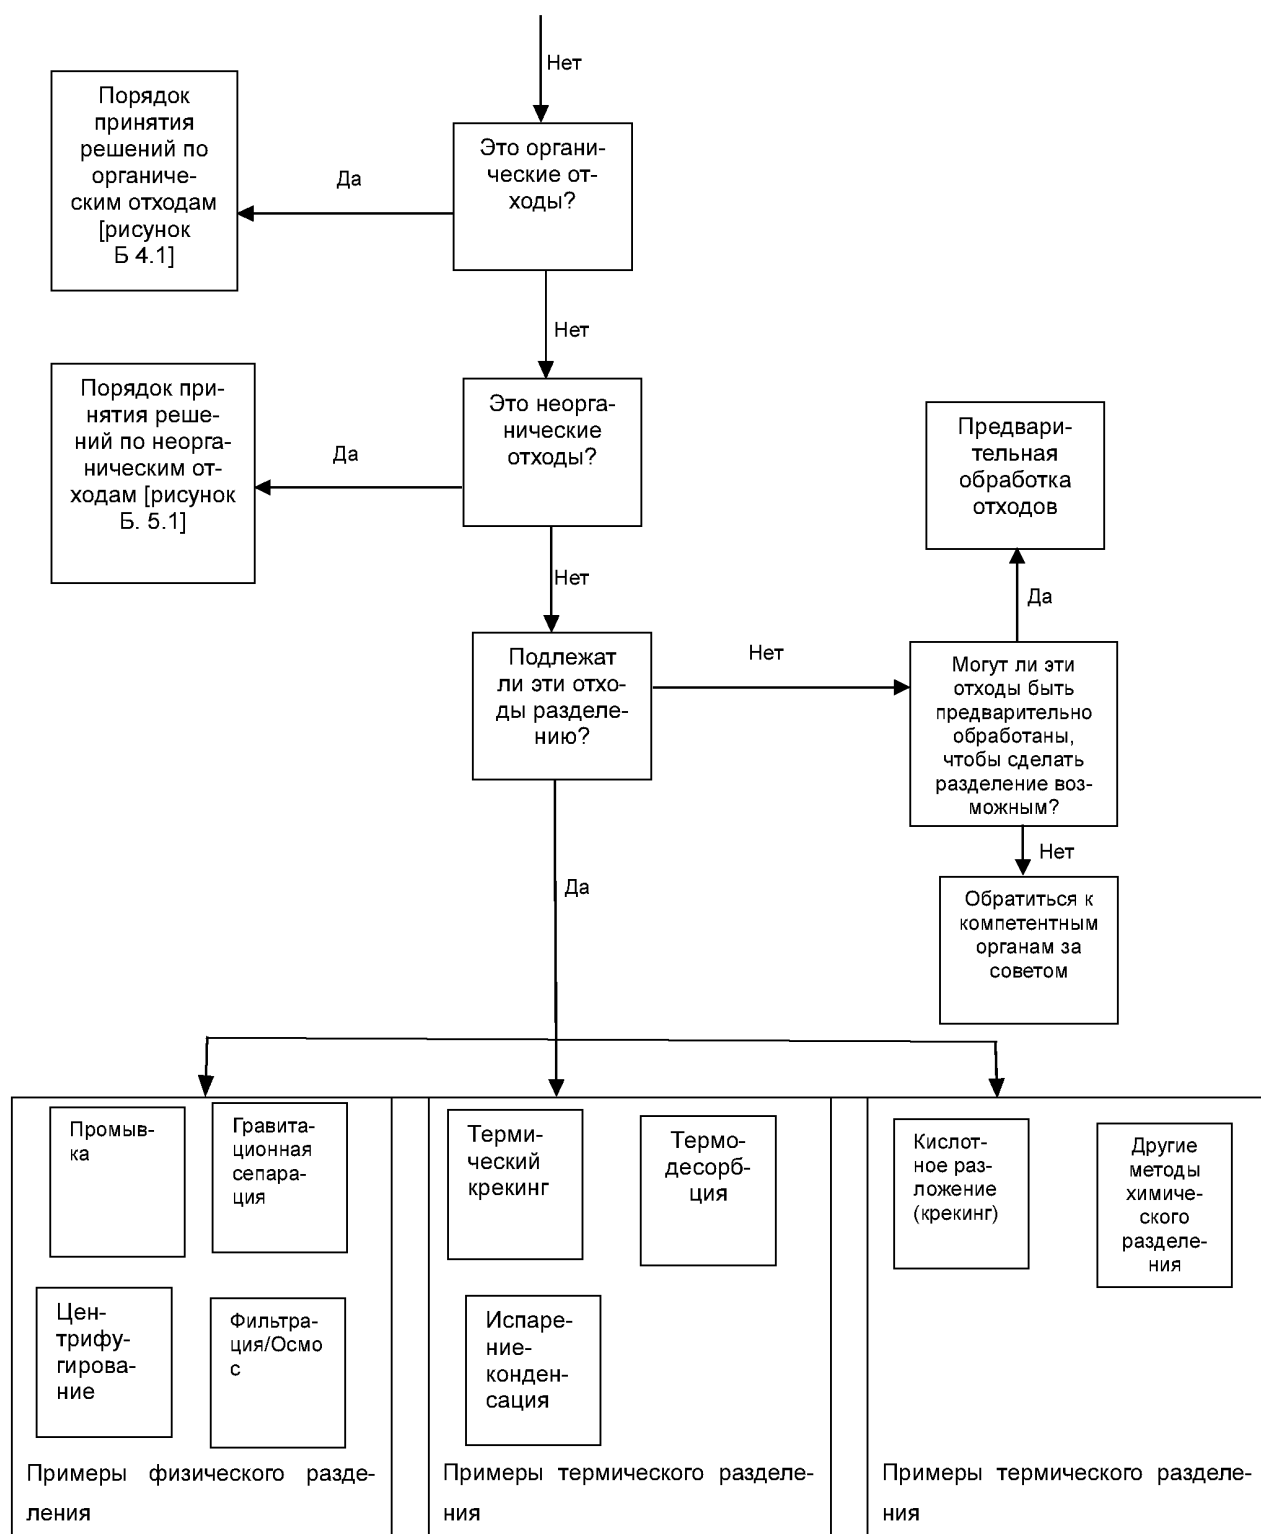 Нет
Порядок
принятия
решений по
органиче-
ским отходам
[рисунок
Б 4.1]
Да
Это органи-
ческие от-
ходы?
Нет
Порядок при-
нятия реше-
ний по неорга-
ническим от-
ходам [рисунок
Б. 5.1]
Да
Это неорга-
нические
отходы?
Предвари-
тельная
обработка
отходов
Нет
Да
Подлежат
ли эти отхо-
ды разделе-
нию?
Нет
Могут ли эти
отходы быть
предварительно
обработаны,
чтобы сделать
разделение воз-
можным?
Нет
Да
Обратиться к
компетентным
органам за
советом
Промыв-
ка
Гравита-
ционная
сепара-
ция
Цен-
трифу-
гирова-
ние
Фильтра-
ция/Осмо
с
Примеры физического разде-
ления
Терми-
ческий
крекинг
Термо-
десорб-
ция
Испаре-
ние-
конден-
сация
Примеры термического разделе-
ния
Кислот-
ное раз-
ложение
(крекинг)
Другие
методы
химиче-
ского
разделе-
ния
Примеры термического разделе-
ния